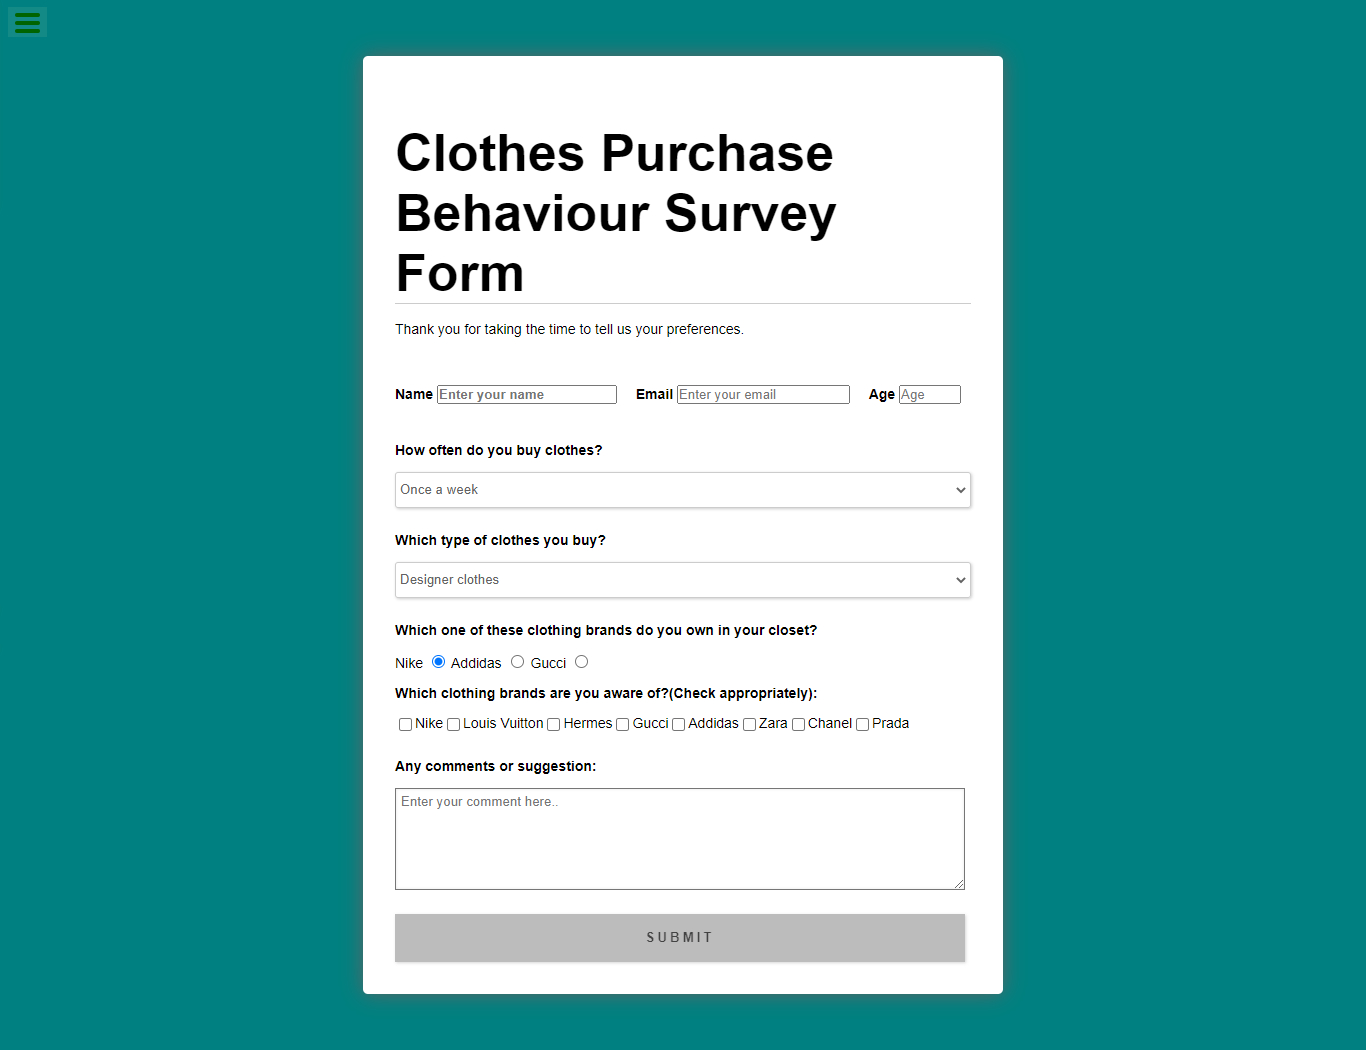 Clothes Purchase
Behaviour Survey
Form
Thank you for taking the time to tell us your preferences.
Name Enter your name Email Enter your email Age Age
How often do you buy clothes?
Once a week
Which type of clothes you buy?
Designer clothes
Which one of these clothing brands do you own in your closet?
Nike Addidas Gucci
Which clothing brands are you aware of?(Check appropriately):
Nike Louis Vuitton Hermes Gucci Addidas Zara Chanel Prada
Any comments or suggestion:
Enter your comment here..
SUBMIT